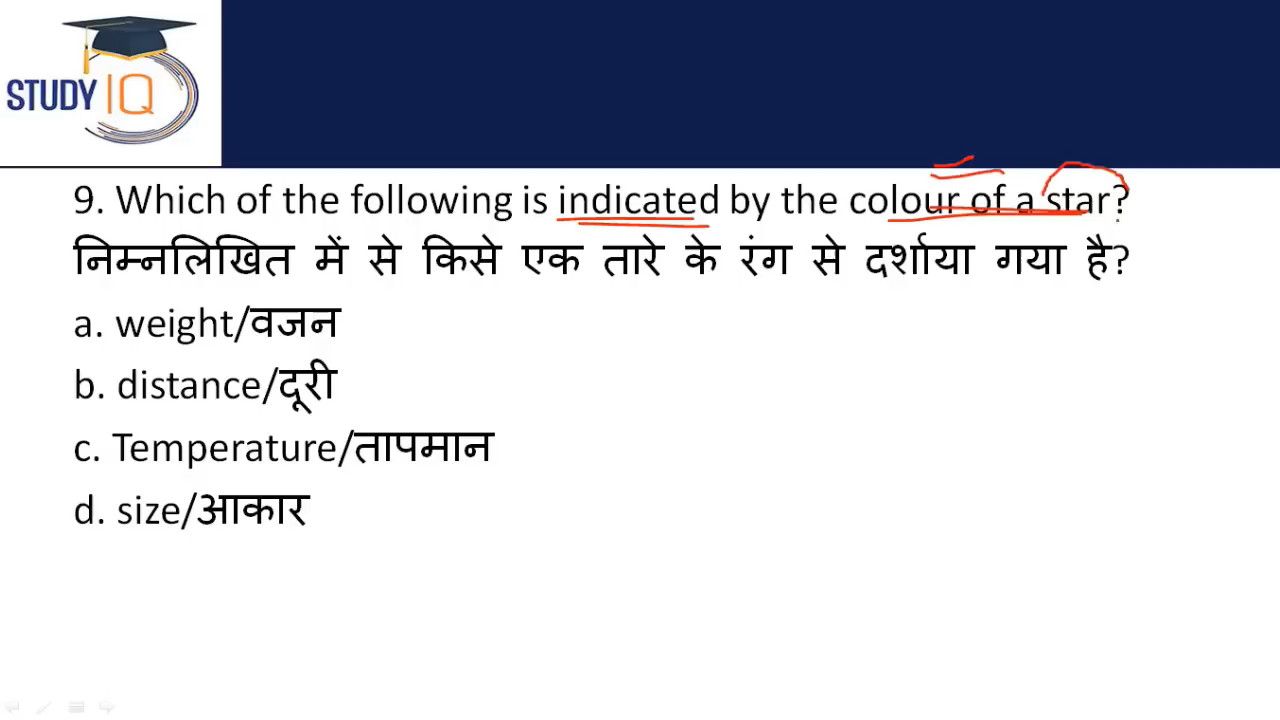 STUDY IQ
9. Which of the following is indicated by the colour of a star?
निम्नलिखित में से किसे एक तारे के रंग से दर्शाया गया है?
a. weight/वजन
b. distance/दूरी
c. Temperature/तापमान
d. size/आकार